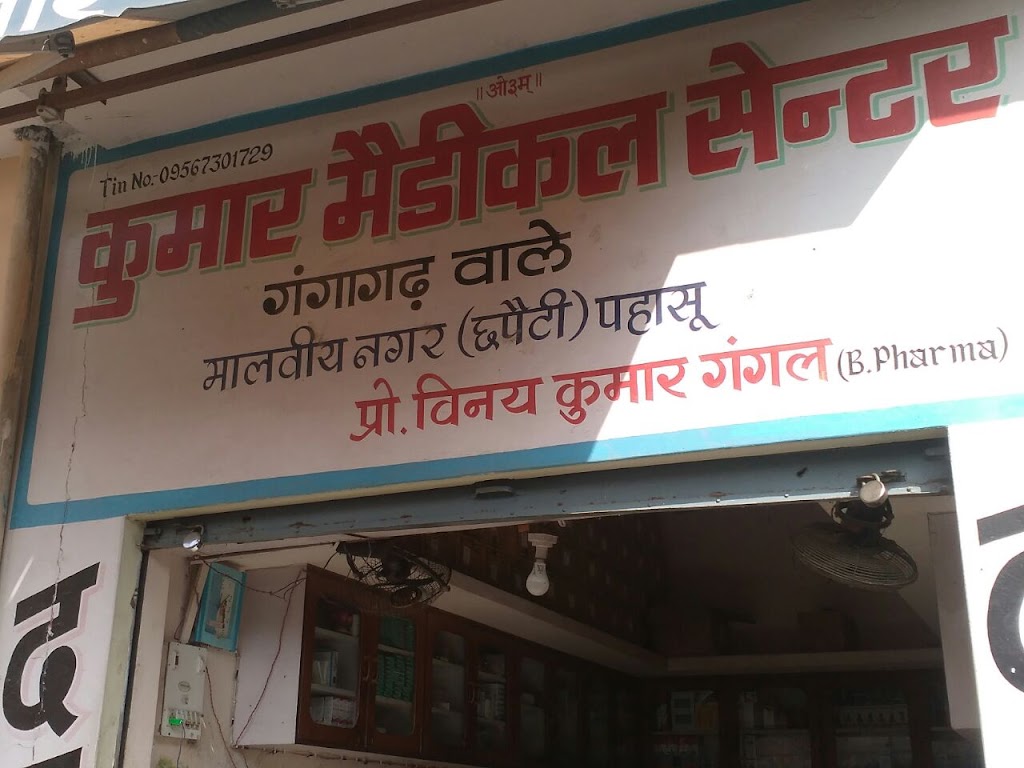 ॥ ओ३म् ॥
Tin No:-09567301729
कुमार मैडीकल सेन्टर
गंगागढ़ वाले
मालवीय नगर (छपैटी) पहासू
प्रो. विनय कुमार गंगल (B.Pharma)
द